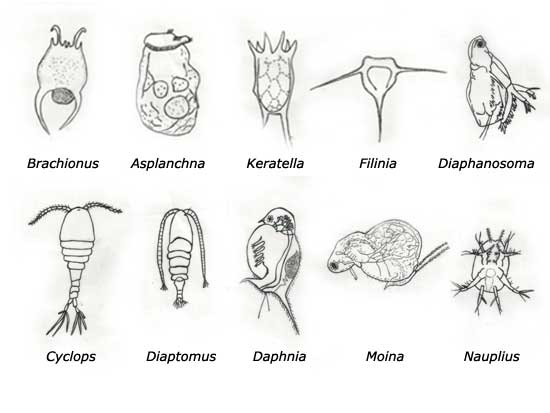 Brachionus Asplanchna Keratella Filinia Diaphanosoma
Cyclops Diaptomus Daphnia Moina Nauplius